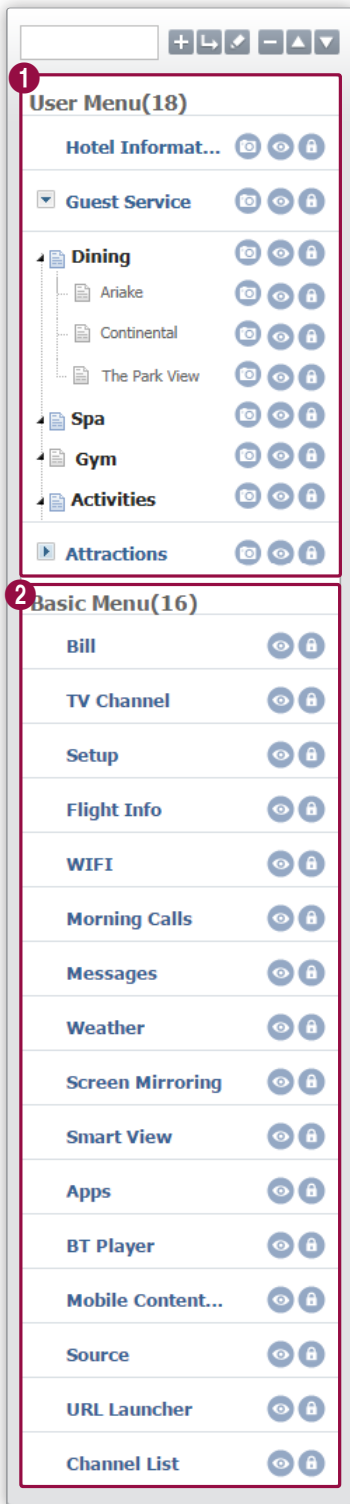 1
User Menu(18)
Hotel Informat...
Guest Service
Dining
Ariake
Continental
The Park View
Spa
Gym
Activities
Attractions
2
Basic Menu(16)
Bill
TV Channel
Setup
Flight Info
WIFI
Morning Calls
Messages
Weather
Screen Mirroring
Smart View
Apps
BT Player
Mobile Content...
Source
URL Launcher
Channel List